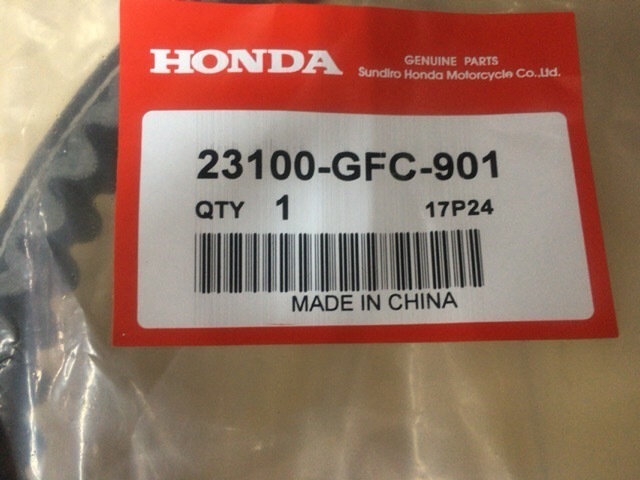 HONDA
GENUINE PARTS
Sundiro Honda Motorcycle Co.,Ltd.
23100-GFC-901
QTY 1 17P24
MADE IN CHINA